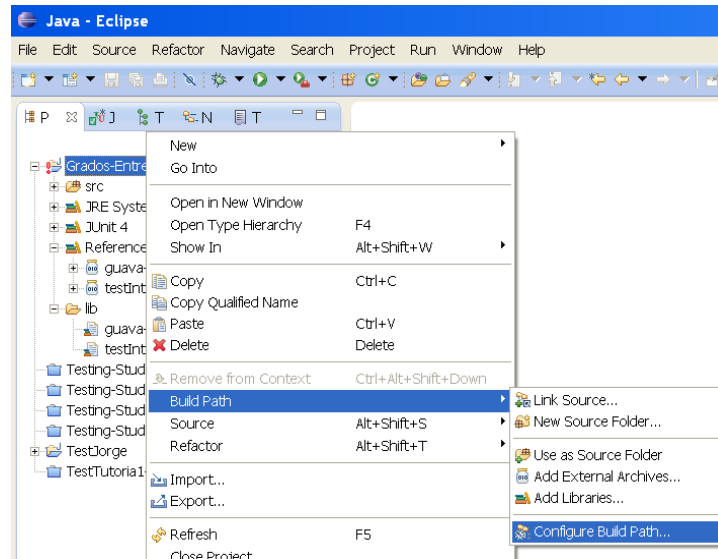 Java - Eclipse
File Edit Source Refactor Navigate Search Project Run Window Help
P J T N T
New
Go Into
Open in New Window
Open Type Hierarchy F4
Show In Alt+Shift+W
Copy Ctrl+C
Copy Qualified Name
Paste Ctrl+V
Delete Delete
Remove from Context Ctrl+Alt+Shift+Down
Build Path
Source Alt+Shift+S
Refactor Alt+Shift+T
Import...
Export...
Refresh F5
Close Project
Grados-Entre
src
JRE Syste
JUnit 4
Reference
guava-
testInt
lib
guava-
testInt
Testing-Stud
Testing-Stud
Testing-Stud
Testing-Stud
TestJorge
TestTutoria1-
Link Source...
New Source Folder...
Use as Source Folder
Add External Archives...
Add Libraries...
Configure Build Path...